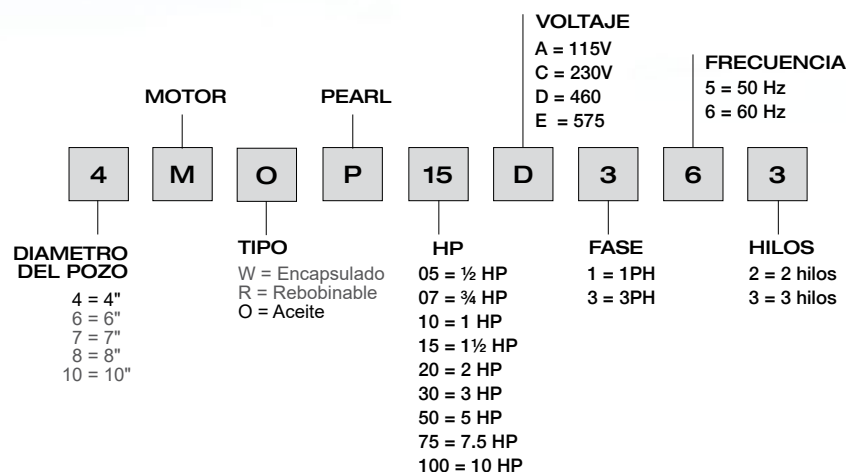 VOLTAJE
A = 115V
C = 230V
D = 460
E = 575
FRECUENCIA
5 = 50 Hz
6 = 60 Hz
MOTOR
PEARL
4 M O P 15 D 3 6 3
DIAMETRO
DEL POZO
4 = 4"
6 = 6"
7 = 7"
8 = 8"
10 = 10"
TIPO
W = Encapsulado
R = Rebobinable
O = Aceite
HP
05 = ½ HP
07 = ¾ HP
10 = 1 HP
15 = 1½ HP
20 = 2 HP
30 = 3 HP
50 = 5 HP
75 = 7.5 HP
100 = 10 HP
FASE
1 = 1PH
3 = 3PH
HILOS
2 = 2 hilos
3 = 3 hilos